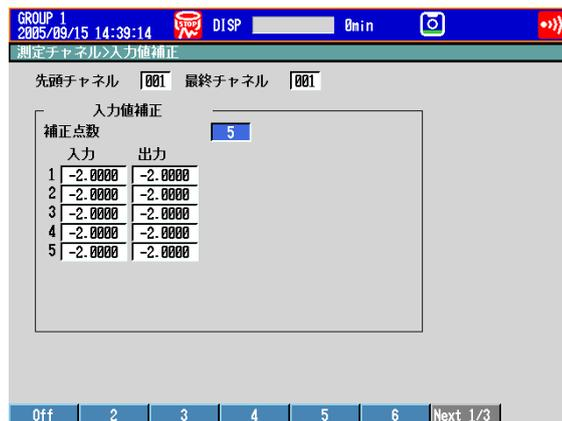 GROUP 1
2005/09/15 14:39:14 STOP DISP 0min
測定チャネル>入力値補正
先頭チャネル 001 最終チャネル 001
入力値補正
補正点数 5
入力 出力
1 -2.0000 -2.0000
2 -2.0000 -2.0000
3 -2.0000 -2.0000
4 -2.0000 -2.0000
5 -2.0000 -2.0000
Off 2 3 4 5 6 Next 1/3